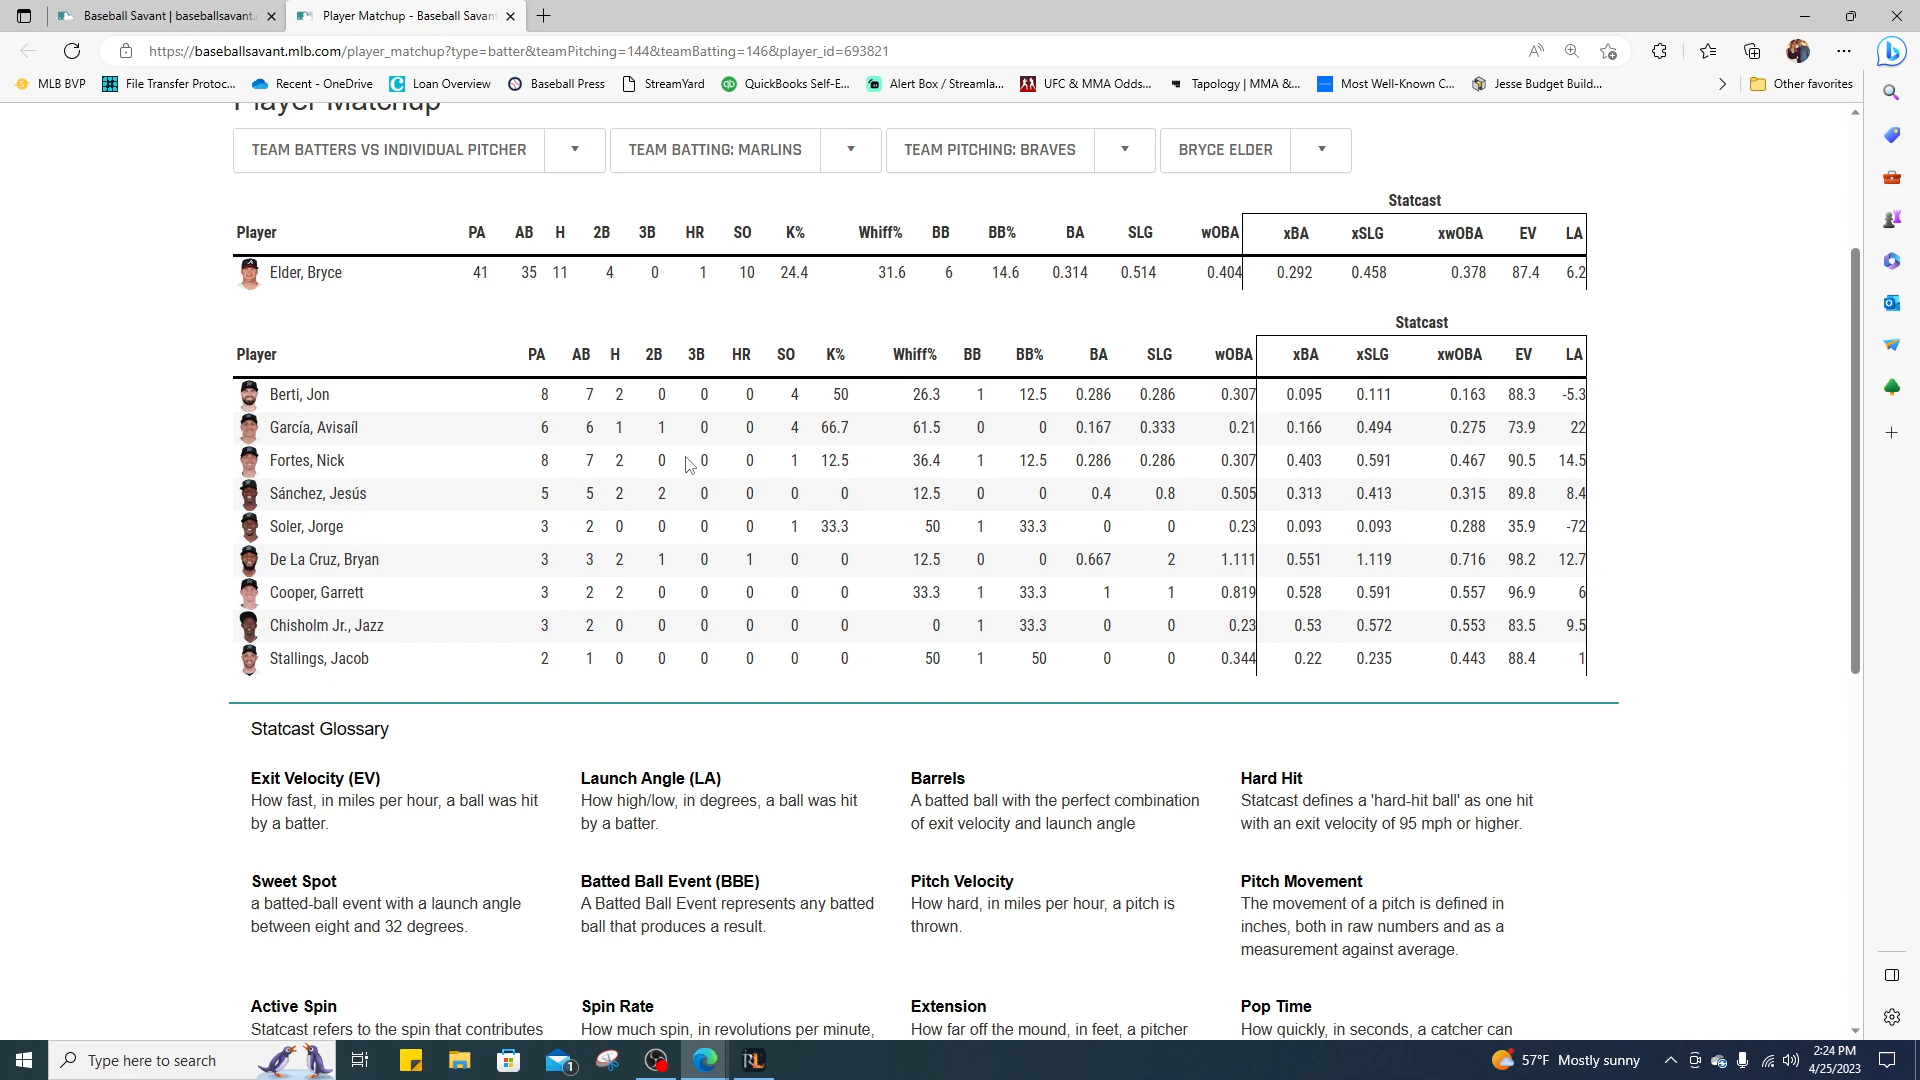 Baseball Savant | baseballsavant.
Player Matchup - Baseball Savan
https://baseballsavant.mlb.com/player_matchup?type=batter&teamPitching=144&teamBatting=146&player_id=693821
MLB BVP File Transfer Protoc... Recent - OneDrive Loan Overview Baseball Press StreamYard QuickBooks Self-E... Alert Box / Streamla... UFC & MMA Odds... Tapology | MMA &... Most Well-Known C... Jesse Budget Build... Other favorites
Player Matchup
TEAM BATTERS VS INDIVIDUAL PITCHER TEAM BATTING: MARLINS TEAM PITCHING: BRAVES BRYCE ELDER
Statcast
Player PA AB H 2B 3B HR SO K% Whiff% BB BB% BA SLG wOBA xBA xSLG xwOBA EV LA
Elder, Bryce 41 35 11 4 0 1 10 24.4 31.6 6 14.6 0.314 0.514 0.404 0.292 0.458 0.378 87.4 6.2
Statcast
Player PA AB H 2B 3B HR SO K% Whiff% BB BB% BA SLG wOBA xBA xSLG xwOBA EV LA
Berti, Jon 8 7 2 0 0 0 4 50 26.3 1 12.5 0.286 0.286 0.307 0.095 0.111 0.163 88.3 -5.3
García, Avisaíl 6 6 1 1 0 0 4 66.7 61.5 0 0 0.167 0.333 0.21 0.166 0.494 0.275 73.9 22
Fortes, Nick 8 7 2 0 0 0 1 12.5 36.4 1 12.5 0.286 0.286 0.307 0.403 0.591 0.467 90.5 14.5
Sánchez, Jesús 5 5 2 2 0 0 0 0 12.5 0 0 0.4 0.8 0.505 0.313 0.413 0.315 89.8 8.4
Soler, Jorge 3 2 0 0 0 0 1 33.3 50 1 33.3 0 0 0.23 0.093 0.093 0.288 35.9 -72
De La Cruz, Bryan 3 3 2 1 0 1 0 0 12.5 0 0 0.667 2 1.111 0.551 1.119 0.716 98.2 12.7
Cooper, Garrett 3 2 2 0 0 0 0 0 33.3 1 33.3 1 1 0.819 0.528 0.591 0.557 96.9 6
Chisholm Jr., Jazz 3 2 0 0 0 0 0 0 0 1 33.3 0 0 0.23 0.53 0.572 0.553 83.5 9.5
Stallings, Jacob 2 1 0 0 0 0 0 0 50 1 50 0 0 0.344 0.22 0.235 0.443 88.4 1
Statcast Glossary
Exit Velocity (EV)
How fast, in miles per hour, a ball was hit
by a batter.
Launch Angle (LA)
How high/low, in degrees, a ball was hit
by a batter.
Barrels
A batted ball with the perfect combination
of exit velocity and launch angle
Hard Hit
Statcast defines a 'hard-hit ball' as one hit
with an exit velocity of 95 mph or higher.
Sweet Spot
a batted-ball event with a launch angle
between eight and 32 degrees.
Batted Ball Event (BBE)
A Batted Ball Event represents any batted
ball that produces a result.
Pitch Velocity
How hard, in miles per hour, a pitch is
thrown.
Pitch Movement
The movement of a pitch is defined in
inches, both in raw numbers and as a
measurement against average.
Active Spin
Statcast refers to the spin that contributes
Spin Rate
How much spin, in revolutions per minute,
Extension
How far off the mound, in feet, a pitcher
Pop Time
How quickly, in seconds, a catcher can
Type here to search
57°F Mostly sunny
2:24 PM
4/25/2023